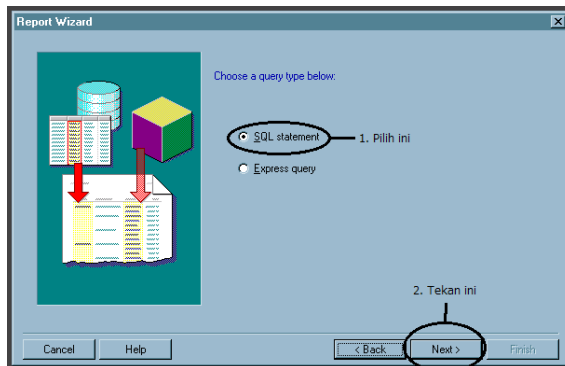 Report Wizard
Choose a query type below:
SQL statement
1. Pilih ini
Express query
2. Tekan ini
Cancel
Help
< Back
Next >
Finish